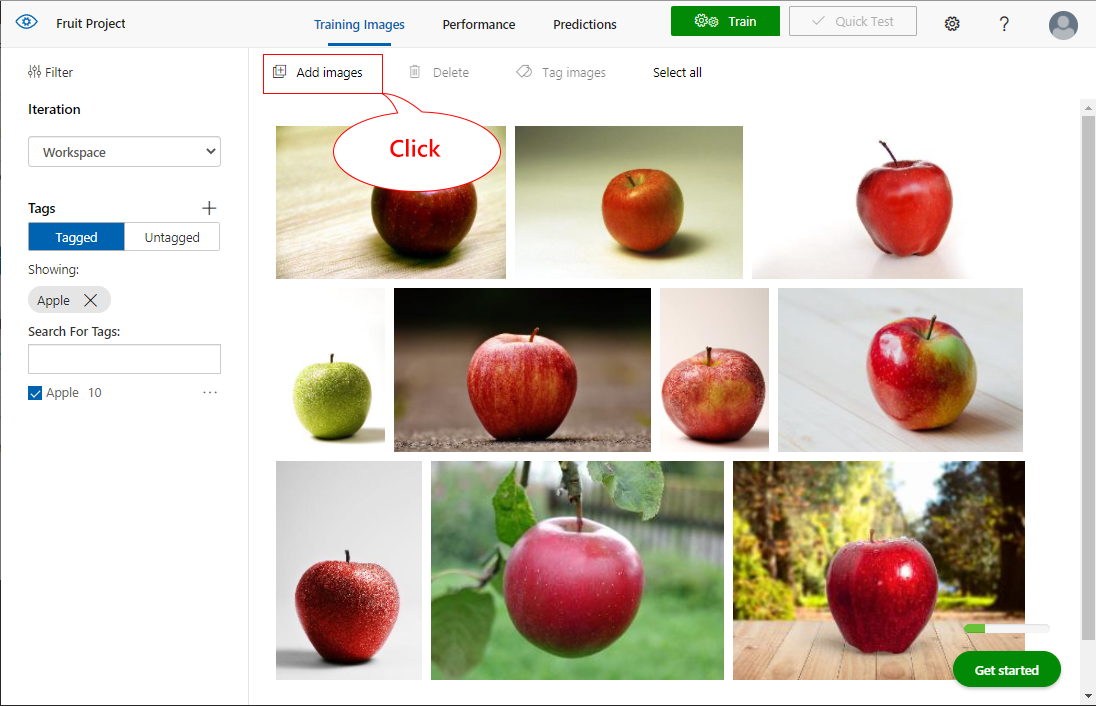 Fruit Project
Training Images
Performance
Predictions
Train
Quick Test
?
Filter
Add images
Delete
Tag images
Select all
Iteration
Click
Workspace
Tags
Tagged
Untagged
Showing:
Apple
Search For Tags:
Apple 10
Get started